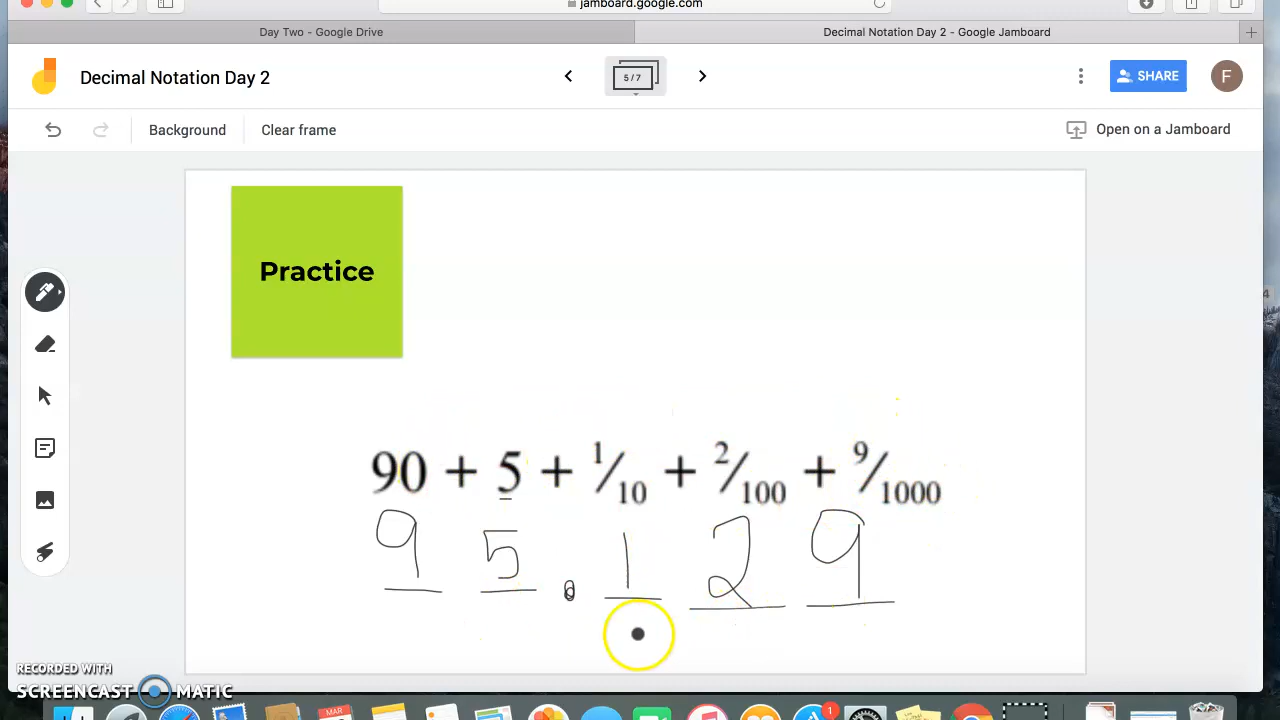 jamboard.google.com
Day Two - Google Drive
Decimal Notation Day 2 - Google Jamboard
Decimal Notation Day 2
5 / 7
SHARE
F
Background
Clear frame
Open on a Jamboard
4
Practice
90 + 5 + 1/10 + 2/100 + 9/1000
9 5 . 1 2 9
RECORDED WITH
SCREENCAST MATIC
MAR
1